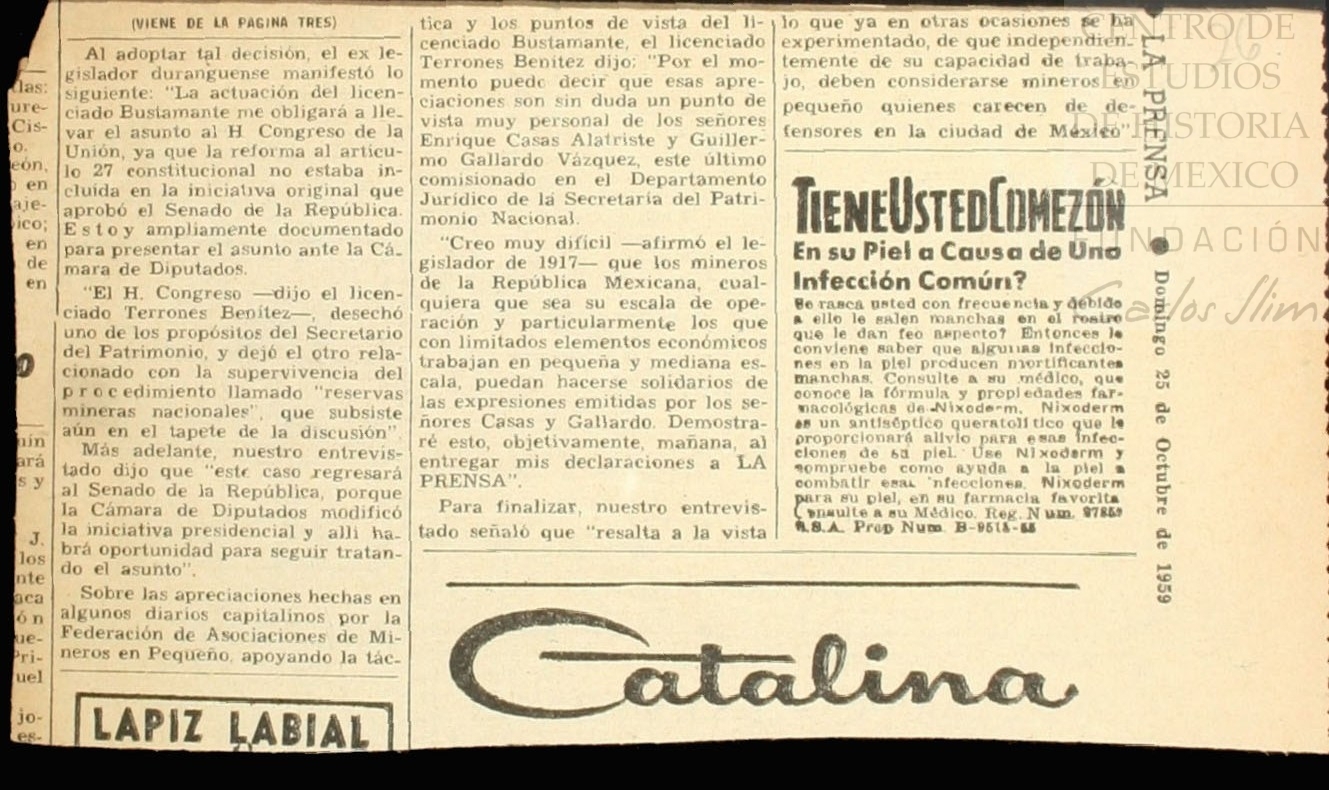 (VIENE DE LA PAGINA TRES)
Al adoptar tal decisión, el ex le-
gislador duranguense manifestó lo
siguiente: "La actuación del licen-
ciado Bustamante me obligará a lle-
var el asunto al H Congreso de la
Unión, ya que la reforma al artícu-
lo 27 constitucional no estaba in-
cluída en la iniciativa original que
aprobó el Senado de la República.
Estoy ampliamente documentado
para presentar el asunto ante la Cá-
mara de Diputados.
"El H. Congreso —dijo el licen-
ciado Terrones Benítez—, desechó
uno de los propósitos del Secretario
del Patrimonio, y dejó el otro rela-
cionado con la supervivencia del
procedimiento llamado "reservas
mineras nacionales", que subsiste
aún en el tapete de la discusión".
Más adelante, nuestro entrevis-
tado dijo que "este caso regresará
al Senado de la República, porque
la Cámara de Diputados modificó
la iniciativa presidencial y allí ha-
brá oportunidad para seguir tratan-
do el asunto".
Sobre las apreciaciones hechas en
algunos diarios capitalinos por la
Federación de Asociaciones de Mi-
neros en Pequeño, apoyando la tác-
tica y los puntos de vista del li-
cenciado Bustamante, el licenciado
Terrones Benítez dijo: "Por el mo-
mento puedo decir que esas apre-
ciaciones son sin duda un punto de
vista muy personal de los señores
Enrique Casas Alatriste y Guiller-
mo Gallardo Vázquez, este último
comisionado en el Departamento
Jurídico de la Secretaría del Patri-
monio Nacional.
"Creo muy difícil —afirmó el le-
gislador de 1917— que los mineros
de la República Mexicana, cual-
quiera que sea su escala de ope-
ración y particularmente los que
con limitados elementos económicos
trabajan en pequeña y mediana es-
cala, puedan hacerse solidarios de
las expresiones emitidas por los se-
ñores Casas y Gallardo. Demostra-
ré esto, objetivamente, mañana, al
entregar mis declaraciones a LA
PRENSA".
Para finalizar, nuestro entrevis-
tado señaló que "resalta a la vista
lo que ya en otras ocasiones se ha
experimentado, de que independien-
temente de su capacidad de traba-
jo, deben considerarse mineros en
pequeño quienes carecen de de-
fensores en la ciudad de México".
TIENE USTED COMEZÓN
En su Piel a Causa de Una
Infección Común?
Se rasca usted con frecuencia y debido
a ello le salen manchas en el rostro
que le dan feo aspecto? Entonces le
conviene saber que algunas infeccio-
nes en la piel producen mortificantes
manchas. Consulte a su médico, que
conoce la fórmula y propiedades far-
macológicas de Nixoderm. Nixoderm
es un antiséptico queratolítico que le
proporcionará alivio para esas infec-
ciones de su piel. Use Nixoderm y
compruebe como ayuda a la piel a
combatir esas infecciones. Nixoderm
para su piel, en su farmacia favorita
Consulte a su Médico. Reg. Num.
S.S.A. Prop Num. B-9518-
LA PRENSA ● Domingo 25 de Octubre de 1959
26
CENTRO DE
ESTUDIOS
DE HISTORIA
DE MEXICO
FUNDACIÓN
Carlos Slim
Catalina
LAPIZ LABIAL